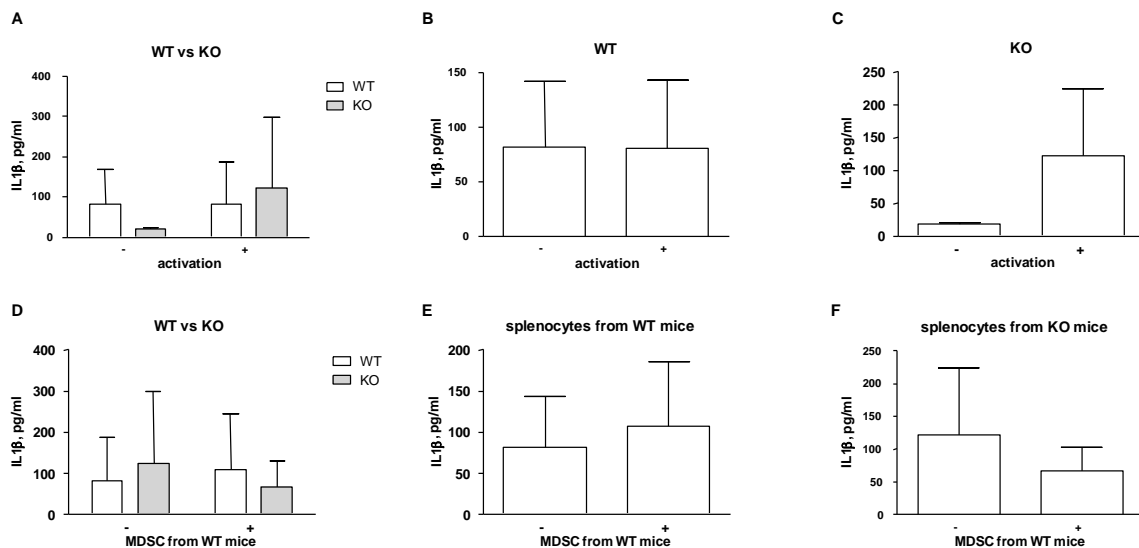 A
WT vs KO
IL1β, pg/ml
400
300
200
100
0
-
+
activation
WT
KO
B
WT
IL1β, pg/ml
150
100
50
0
-
+
activation
C
KO
IL1β, pg/ml
250
200
150
100
50
0
-
+
activation
D
WT vs KO
IL1β, pg/ml
400
300
200
100
0
-
+
MDSC from WT mice
WT
KO
E
splenocytes from WT mice
IL1β, pg/ml
200
150
100
50
0
-
+
MDSC from WT mice
F
splenocytes from KO mice
IL1β, pg/ml
250
200
150
100
50
0
-
+
MDSC from WT mice